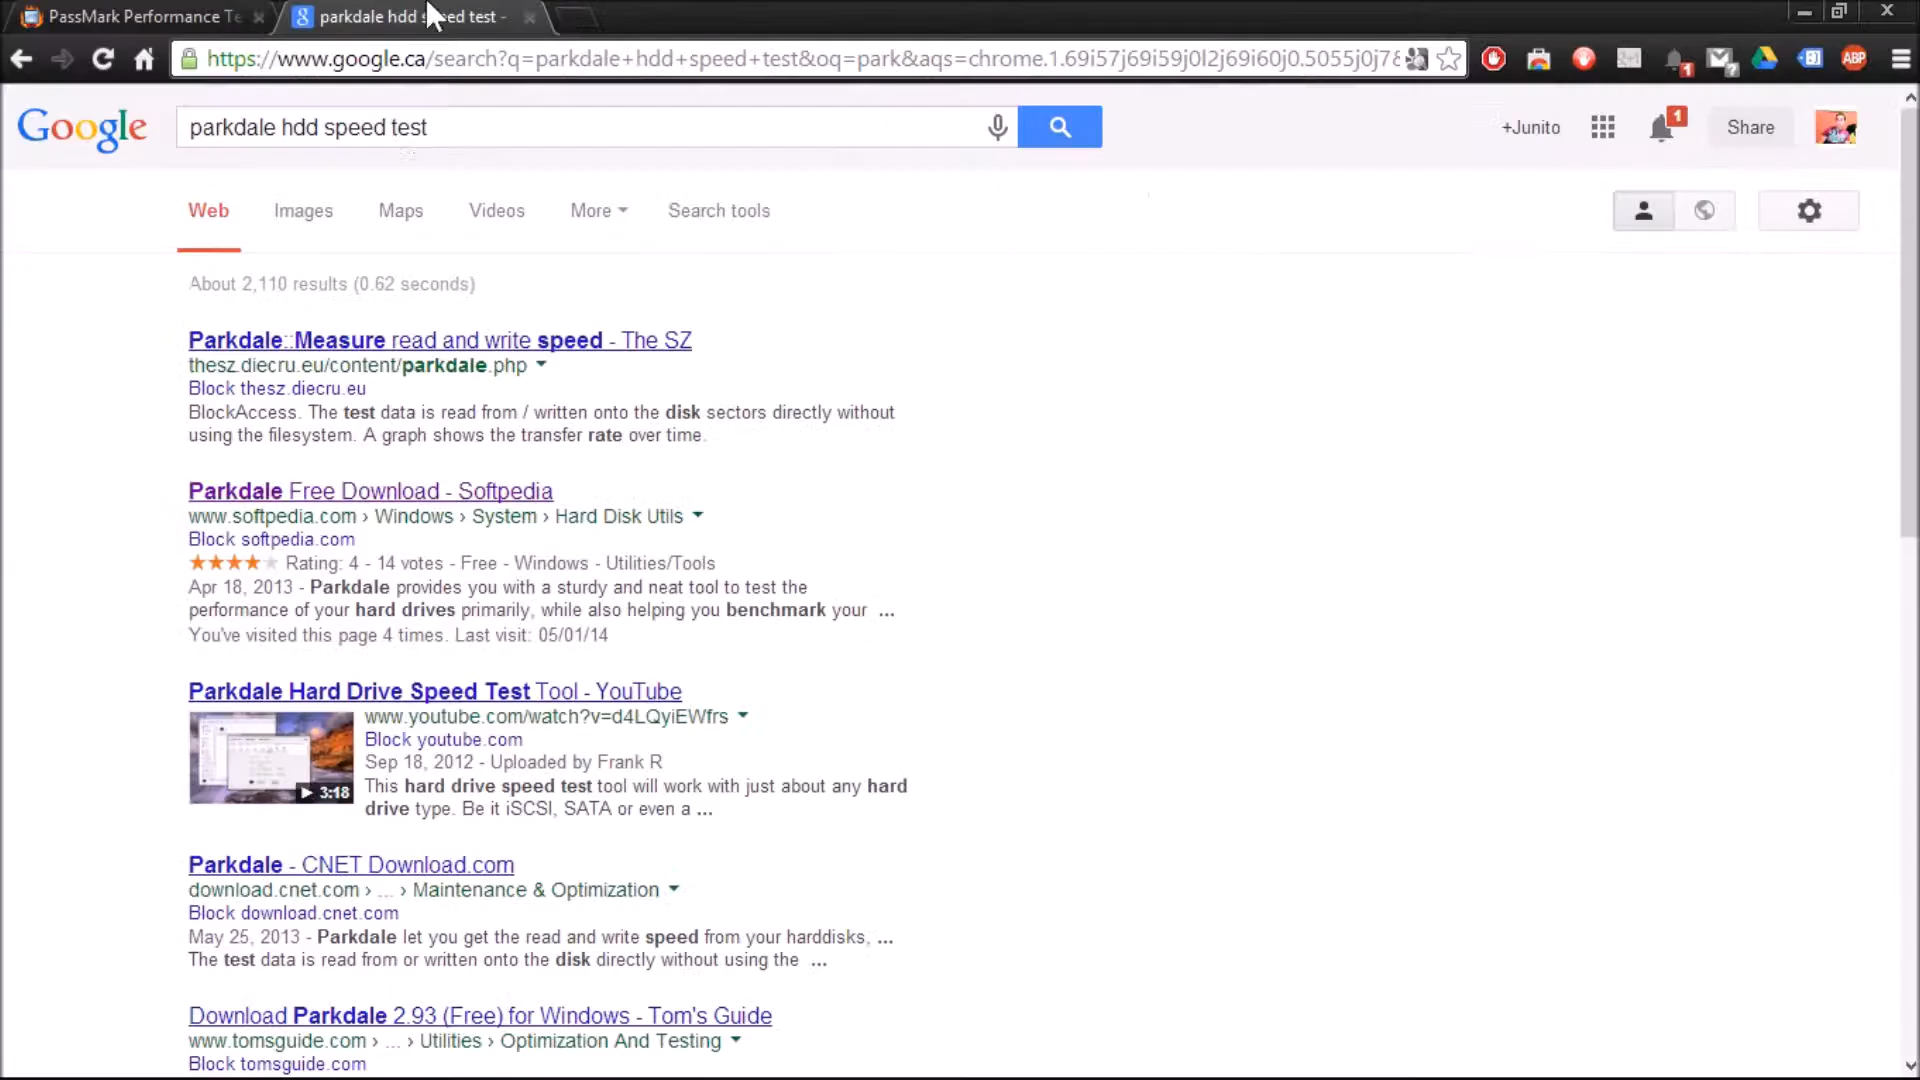 PassMark Performance Te
parkdale hdd speed test -
https://www.google.ca/search?q=parkdale+hdd+speed+test&oq=park&aqs=chrome.1.69i57j69i59j0l2j69i60j0.5055j0j7&
1
?
ABP
Google
parkdale hdd speed test
+Junito
1
Share
Web
Images
Maps
Videos
More
Search tools
About 2,110 results (0.62 seconds)
Parkdale::Measure read and write speed - The SZ
thesz.diecru.eu/content/parkdale.php
Block thesz.diecru.eu
BlockAccess. The test data is read from / written onto the disk sectors directly without
using the filesystem. A graph shows the transfer rate over time.
Parkdale Free Download - Softpedia
www.softpedia.com › Windows › System › Hard Disk Utils
Block softpedia.com
Rating: 4 - 14 votes - Free - Windows - Utilities/Tools
Apr 18, 2013 - Parkdale provides you with a sturdy and neat tool to test the
performance of your hard drives primarily, while also helping you benchmark your ...
You've visited this page 4 times. Last visit: 05/01/14
Parkdale Hard Drive Speed Test Tool - YouTube
www.youtube.com/watch?v=d4LQyiEWfrs
Block youtube.com
Sep 18, 2012 - Uploaded by Frank R
3:18
This hard drive speed test tool will work with just about any hard
drive type. Be it iSCSI, SATA or even a ...
Parkdale - CNET Download.com
download.cnet.com › ... › Maintenance & Optimization
Block download.cnet.com
May 25, 2013 - Parkdale let you get the read and write speed from your harddisks, ...
The test data is read from or written onto the disk directly without using the ...
Download Parkdale 2.93 (Free) for Windows - Tom's Guide
www.tomsguide.com › ... › Utilities › Optimization And Testing
Block tomsguide.com